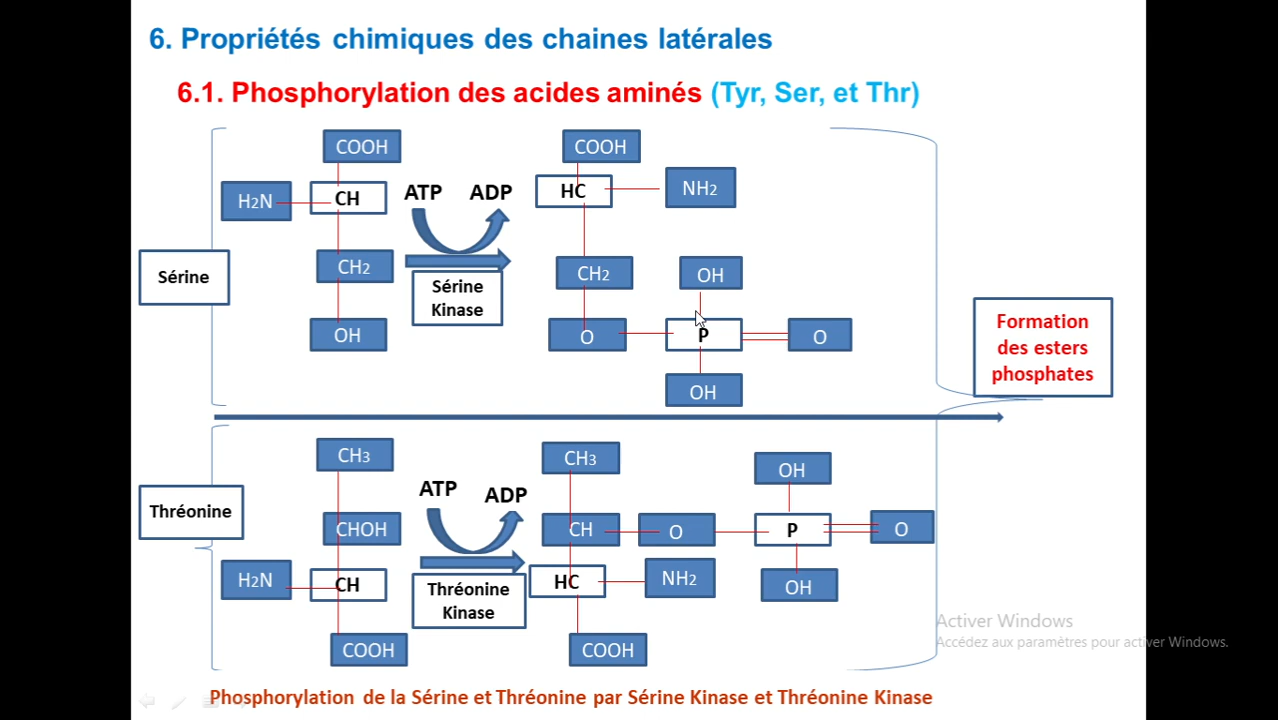 6. Propriétés chimiques des chaines latérales
6.1. Phosphorylation des acides aminés (Tyr, Ser, et Thr)
COOH
COOH
H2N
CH
ATP
ADP
HC
NH2
Sérine
CH2
Sérine
Kinase
CH2
OH
OH
O
P
O
OH
Formation
des esters
phosphates
CH3
CH3
OH
ATP
ADP
Thréonine
CHOH
CH
O
P
O
H2N
CH
Thréonine
Kinase
HC
NH2
OH
COOH
COOH
Activer Windows
Accédez aux paramètres pour activer Windows.
Phosphorylation de la Sérine et Thréonine par Sérine Kinase et Thréonine Kinase